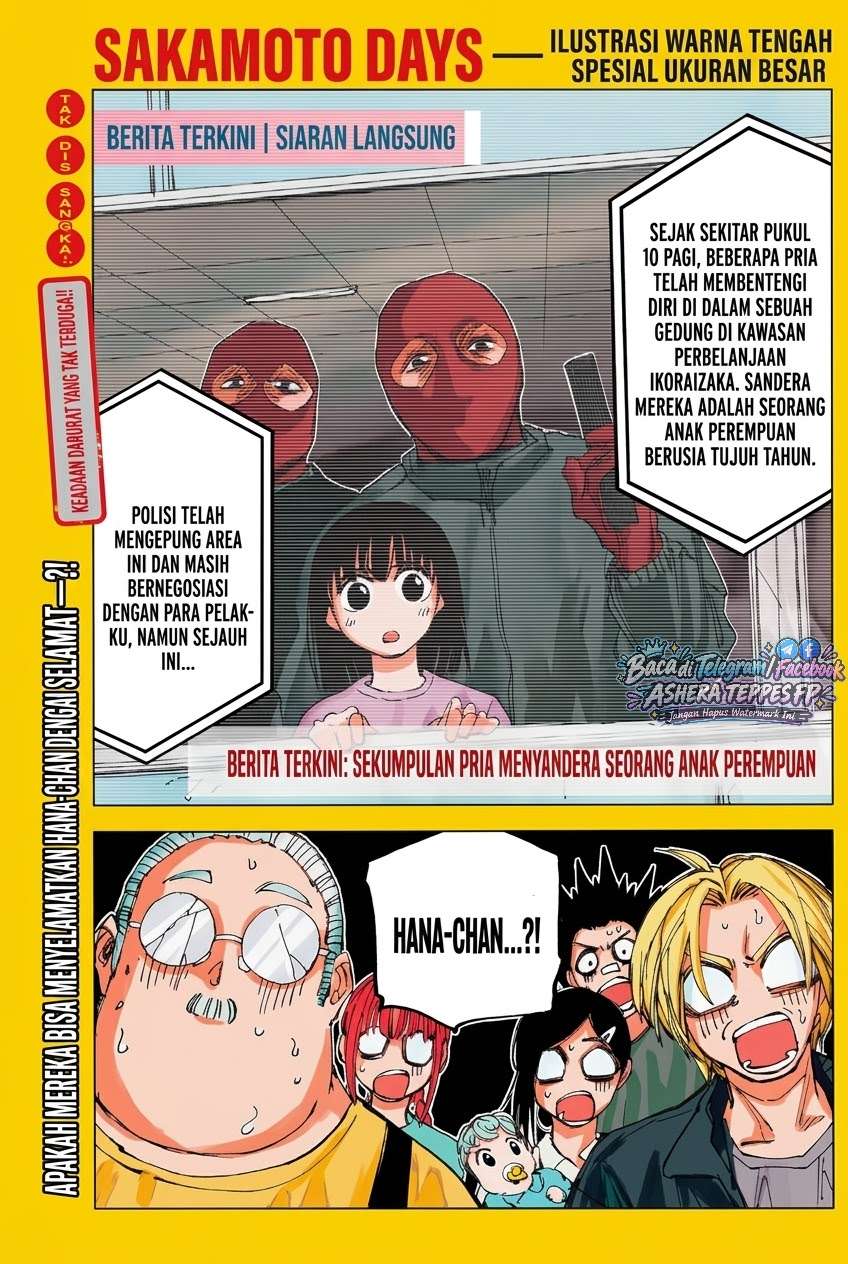 SAKAMOTO DAYS — ILUSTRASI WARNA TENGAH
SPESIAL UKURAN BESAR
TAK
DIS
SANGKA!.
BERITA TERKINI | SIARAN LANGSUNG
SEJAK SEKITAR PUKUL
10 PAGI, BEBERAPA PRIA
TELAH MEMBENTENGI
DIRI DI DALAM SEBUAH
GEDUNG DI KAWASAN
PERBELANJAAN
IKORAIZAKA. SANDERA
MEREKA ADALAH SEORANG
ANAK PEREMPUAN
BERUSIA TUJUH TAHUN.
KEADAAN DARURAT YANG TAK TERDUGA!!
POLISI TELAH
MENGEPUNG AREA
INI DAN MASIH
BERNEGOSIASI
DENGAN PARA PELAK-
KU, NAMUN SEJAUH
INI...
Baca di Telegram/Facebook
ASHERA TEPPES FP
Jangan Hapus Watermark Ini
BERITA TERKINI: SEKUMPULAN PRIA MENYANDERA SEORANG ANAK PEREMPUAN
APAKAH MEREKA BISA MENYELAMATKAN HANA-CHAN DENGAI SELAMAT—?!
HANA-CHAN...?!